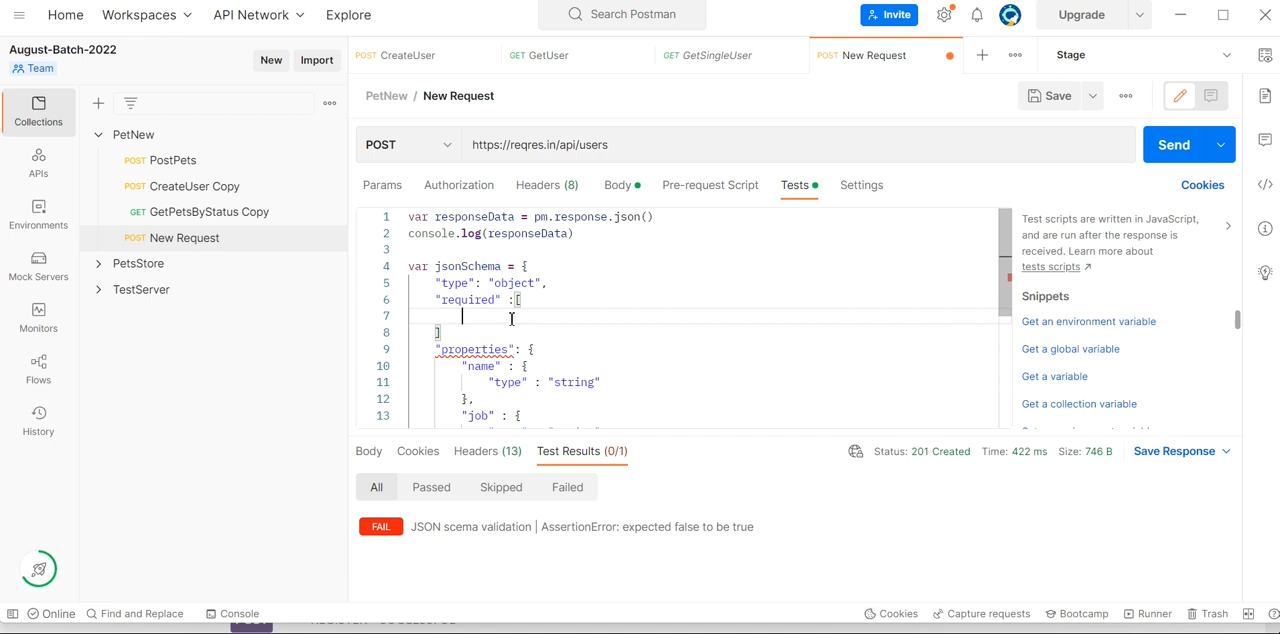 Home Workspaces API Network Explore Search Postman Invite Upgrade
August-Batch-2022
Team
New Import
POST CreateUser GET GetUser GET GetSingleUser POST New Request Stage
PetNew / New Request Save
Collections
APIs
Environments
Mock Servers
Monitors
Flows
History
PetNew
POST PostPets
POST CreateUser Copy
GET GetPetsByStatus Copy
POST New Request
PetsStore
TestServer
POST https://reqres.in/api/users Send
Params Authorization Headers (8) Body Pre-request Script Tests Settings Cookies
1 var responseData = pm.response.json()
2 console.log(responseData)
3
4 var jsonSchema = {
5 "type": "object",
6 "required" :[
7
8 ]
9 "properties": {
10 "name" : {
11 "type" : "string"
12 },
13 "job" : {
Test scripts are written in JavaScript,
and are run after the response is
received. Learn more about
tests scripts ↗
Snippets
Get an environment variable
Get a global variable
Get a variable
Get a collection variable
Body Cookies Headers (13) Test Results (0/1) Status: 201 Created Time: 422 ms Size: 746 B Save Response
All Passed Skipped Failed
FAIL JSON scema validation | AssertionError: expected false to be true
Online Find and Replace Console Cookies Capture requests Bootcamp Runner Trash